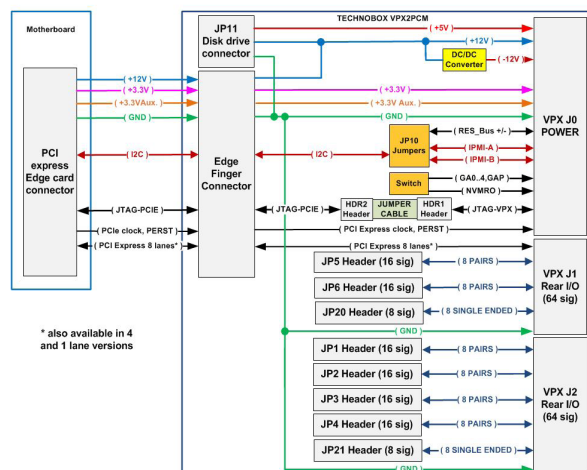 Motherboard
TECHNOBOX VPX2PCM
JP11
Disk drive
connector
( +5V )
( +12V )
DC/DC
Converter
( -12V )
VPX J0
POWER
PCI
express
Edge card
connector
( +12V )
( +3.3V )
( +3.3VAux. )
( GND )
( I2C )
( JTAG-PCIE )
( PCIe clock, PERST )
( PCI Express 8 lanes* )
Edge
Finger
Connector
( +3.3V )
( +3.3V Aux. )
( GND )
( I2C )
JP10
Jumpers
( RES_Bus +/- )
( IPMI-A )
( IPMI-B )
Switch
( GA0..4,GAP )
( NVMRO )
( JTAG-PCIE )
HDR2
Header
JUMPER
CABLE
HDR1
Header
( JTAG-VPX )
( PCI Express clock, PERST )
( PCI Express 8 lanes* )
JP5 Header (16 sig)
( 8 PAIRS )
JP6 Header (16 sig)
( 8 PAIRS )
JP20 Header (8 sig)
( 8 SINGLE ENDED )
( GND )
VPX J1
Rear I/O
(64 sig)
* also available in 4
and 1 lane versions
JP1 Header (16 sig)
( 8 PAIRS )
JP2 Header (16 sig)
( 8 PAIRS )
JP3 Header (16 sig)
( 8 PAIRS )
JP4 Header (16 sig)
( 8 PAIRS )
JP21 Header (8 sig)
( 8 SINGLE ENDED )
( GND )
VPX J2
Rear I/O
(64 sig)